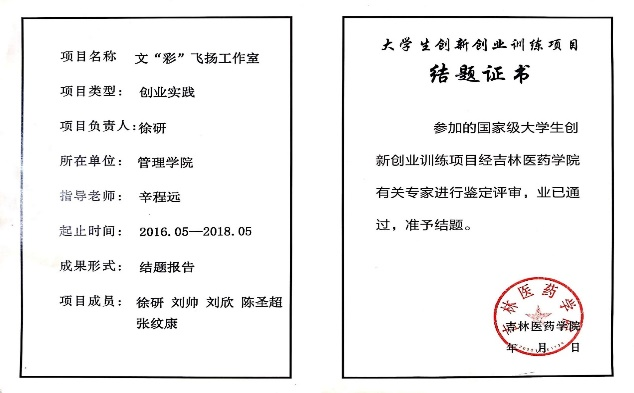 项目名称 文“彩”飞扬工作室
项目类型： 创业实践
项目负责人：徐研
所在单位： 管理学院
指导老师： 辛程远
起止时间： 2016.05—2018.05
成果形式： 结题报告
项目成员： 徐研 刘帅 刘欣 陈圣超
张纹康
大学生创新创业训练项目
结题证书
参加的国家级大学生创
新创业训练项目经吉林医药学院
有关专家进行鉴定评审，业已通
过，准予结题。
吉林医药学院
吉林医药学院
年 月 日